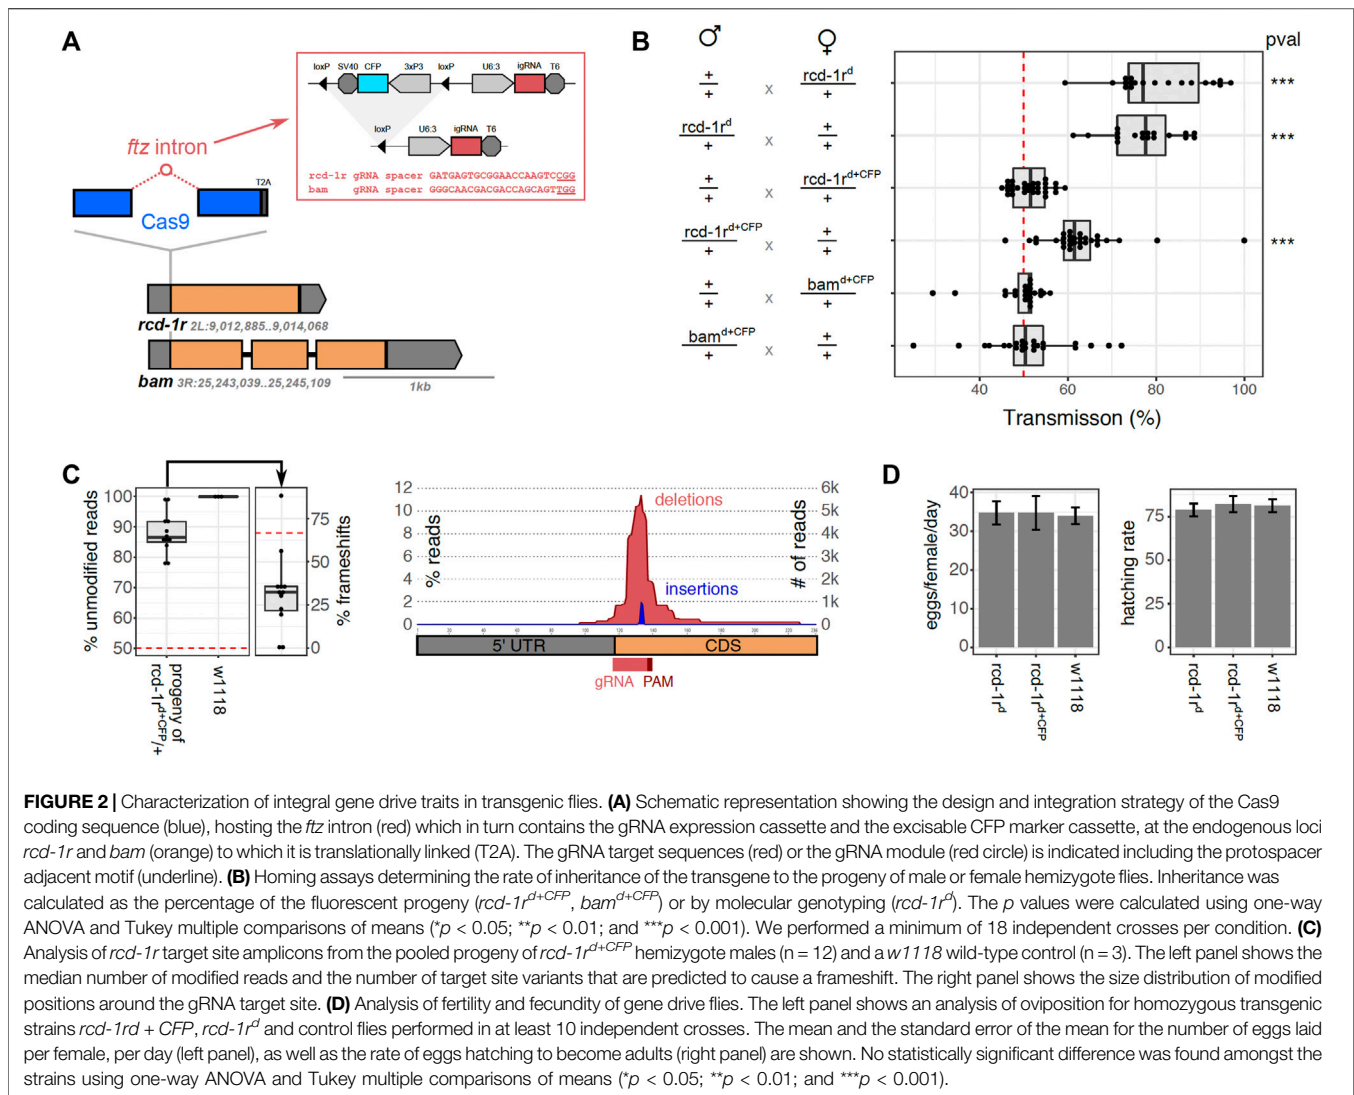 A
loxP SV40 CFP 3xP3 loxP U6:3 igRNA T6
loxP U6:3 igRNA T6
rcd-1r gRNA spacer GATGAGTGCGGAACCAAGTCCGG
bam gRNA spacer GGGCAACGACGACCAGCAGTTGG
ftz intron
T2A
Cas9
rcd-1r 2L:9,012,885..9,014,068
bam 3R:25,243,039..25,245,109
1kb
B
♂ ♀
pval
+/+ x rcd-1rd/+ ***
rcd-1rd/+ x +/+ ***
+/+ x rcd-1rd+CFP/+
rcd-1rd+CFP/+ x +/+ ***
+/+ x bamd+CFP/+
bamd+CFP/+ x +/+
40 60 80 100
Transmisson (%)
C
% unmodified reads
100
90
80
70
60
50
progeny of
rcd-1rd+CFP/+
w1118
75
50
25
0
% frameshifts
% reads
12
10
8
6
4
2
0
deletions
insertions
6k
5k
4k
3k
2k
1k
0
# of reads
5' UTR CDS
gRNA PAM
D
eggs/female/day
40
30
20
10
0
rcd-1rd
rcd-1rd+CFP
w1118
hatching rate
75
50
25
0
rcd-1rd
rcd-1rd+CFP
w1118
FIGURE 2 | Characterization of integral gene drive traits in transgenic flies. (A) Schematic representation showing the design and integration strategy of the Cas9
coding sequence (blue), hosting the ftz intron (red) which in turn contains the gRNA expression cassette and the excisable CFP marker cassette, at the endogenous loci
rcd-1r and bam (orange) to which it is translationally linked (T2A). The gRNA target sequences (red) or the gRNA module (red circle) is indicated including the protospacer
adjacent motif (underline). (B) Homing assays determining the rate of inheritance of the transgene to the progeny of male or female hemizygote flies. Inheritance was
calculated as the percentage of the fluorescent progeny (rcd-1rd+CFP, bamd+CFP) or by molecular genotyping (rcd-1rd). The p values were calculated using one-way
ANOVA and Tukey multiple comparisons of means (*p < 0.05; **p < 0.01; and ***p < 0.001). We performed a minimum of 18 independent crosses per condition. (C)
Analysis of rcd-1r target site amplicons from the pooled progeny of rcd-1rd+CFP hemizygote males (n = 12) and a w1118 wild-type control (n = 3). The left panel shows the
median number of modified reads and the number of target site variants that are predicted to cause a frameshift. The right panel shows the size distribution of modified
positions around the gRNA target site. (D) Analysis of fertility and fecundity of gene drive flies. The left panel shows an analysis of oviposition for homozygous transgenic
strains rcd-1rd + CFP, rcd-1rd and control flies performed in at least 10 independent crosses. The mean and the standard error of the mean for the number of eggs laid
per female, per day (left panel), as well as the rate of eggs hatching to become adults (right panel) are shown. No statistically significant difference was found amongst the
strains using one-way ANOVA and Tukey multiple comparisons of means (*p < 0.05; **p < 0.01; and ***p < 0.001).